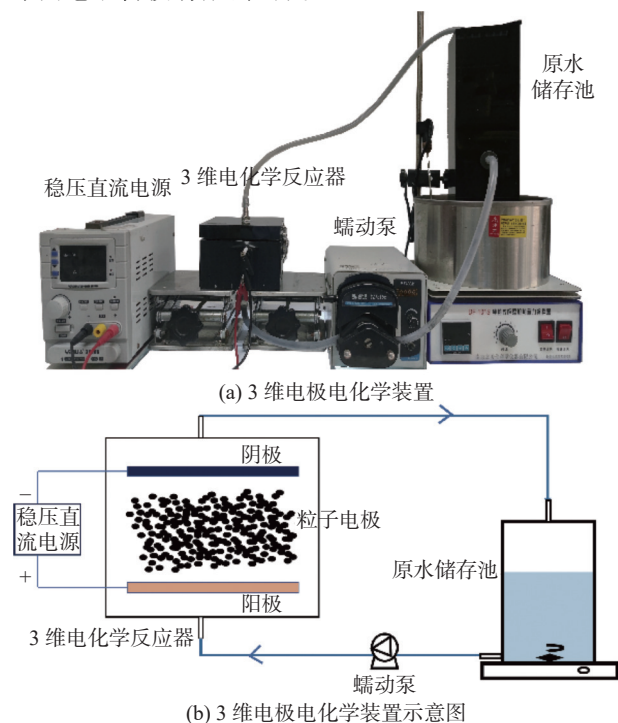 原水
储存池
3 维电化学反应器
稳压直流电源
蠕动泵
(a) 3 维电极电化学装置
阴极
−
稳压直
流电源
粒子电极
+
阳极
原水储存池
3 维电化学反应器
蠕动泵
(b) 3 维电极电化学装置示意图